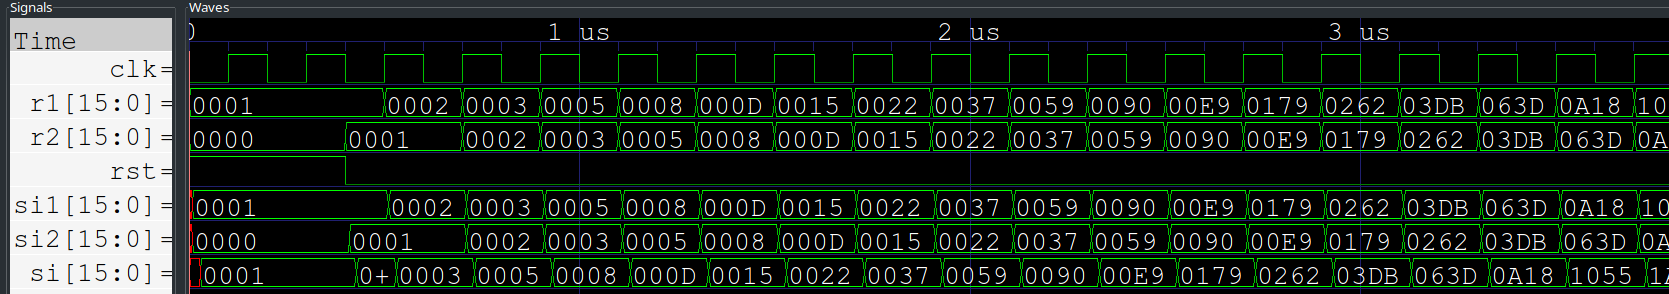 Signals Waves
Time 0 1 us 2 us 3 us
clk=
r1[15:0]= 0001 0002 0003 0005 0008 000D 0015 0022 0037 0059 0090 00E9 0179 0262 03DB 063D 0A18 10
r2[15:0]= 0000 0001 0002 0003 0005 0008 000D 0015 0022 0037 0059 0090 00E9 0179 0262 03DB 063D 0A
rst=
si1[15:0]= 0001 0002 0003 0005 0008 000D 0015 0022 0037 0059 0090 00E9 0179 0262 03DB 063D 0A18 10
si2[15:0]= 0000 0001 0002 0003 0005 0008 000D 0015 0022 0037 0059 0090 00E9 0179 0262 03DB 063D 0A
si[15:0]= 0001 0+ 0003 0005 0008 000D 0015 0022 0037 0059 0090 00E9 0179 0262 03DB 063D 0A18 1055 1A